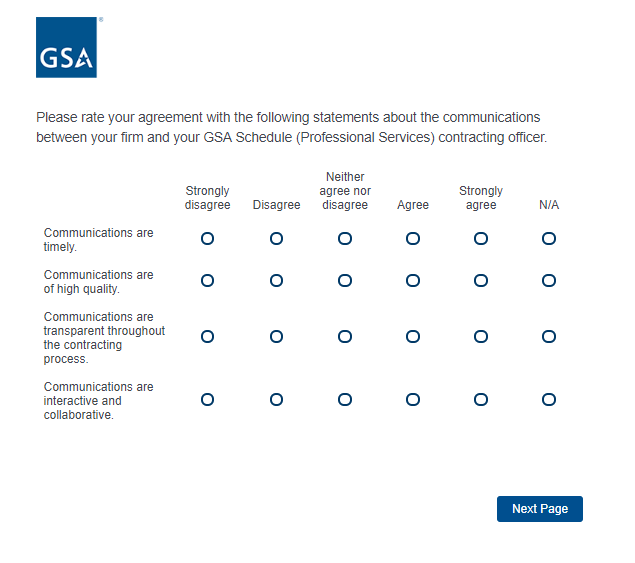 GSA
®
Please rate your agreement with the following statements about the communications
between your firm and your GSA Schedule (Professional Services) contracting officer.
Strongly disagree
Disagree
Neither agree nor disagree
Agree
Strongly agree
N/A
Communications are
timely.
Communications are
of high quality.
Communications are
transparent throughout
the contracting
process.
Communications are
interactive and
collaborative.
Next Page